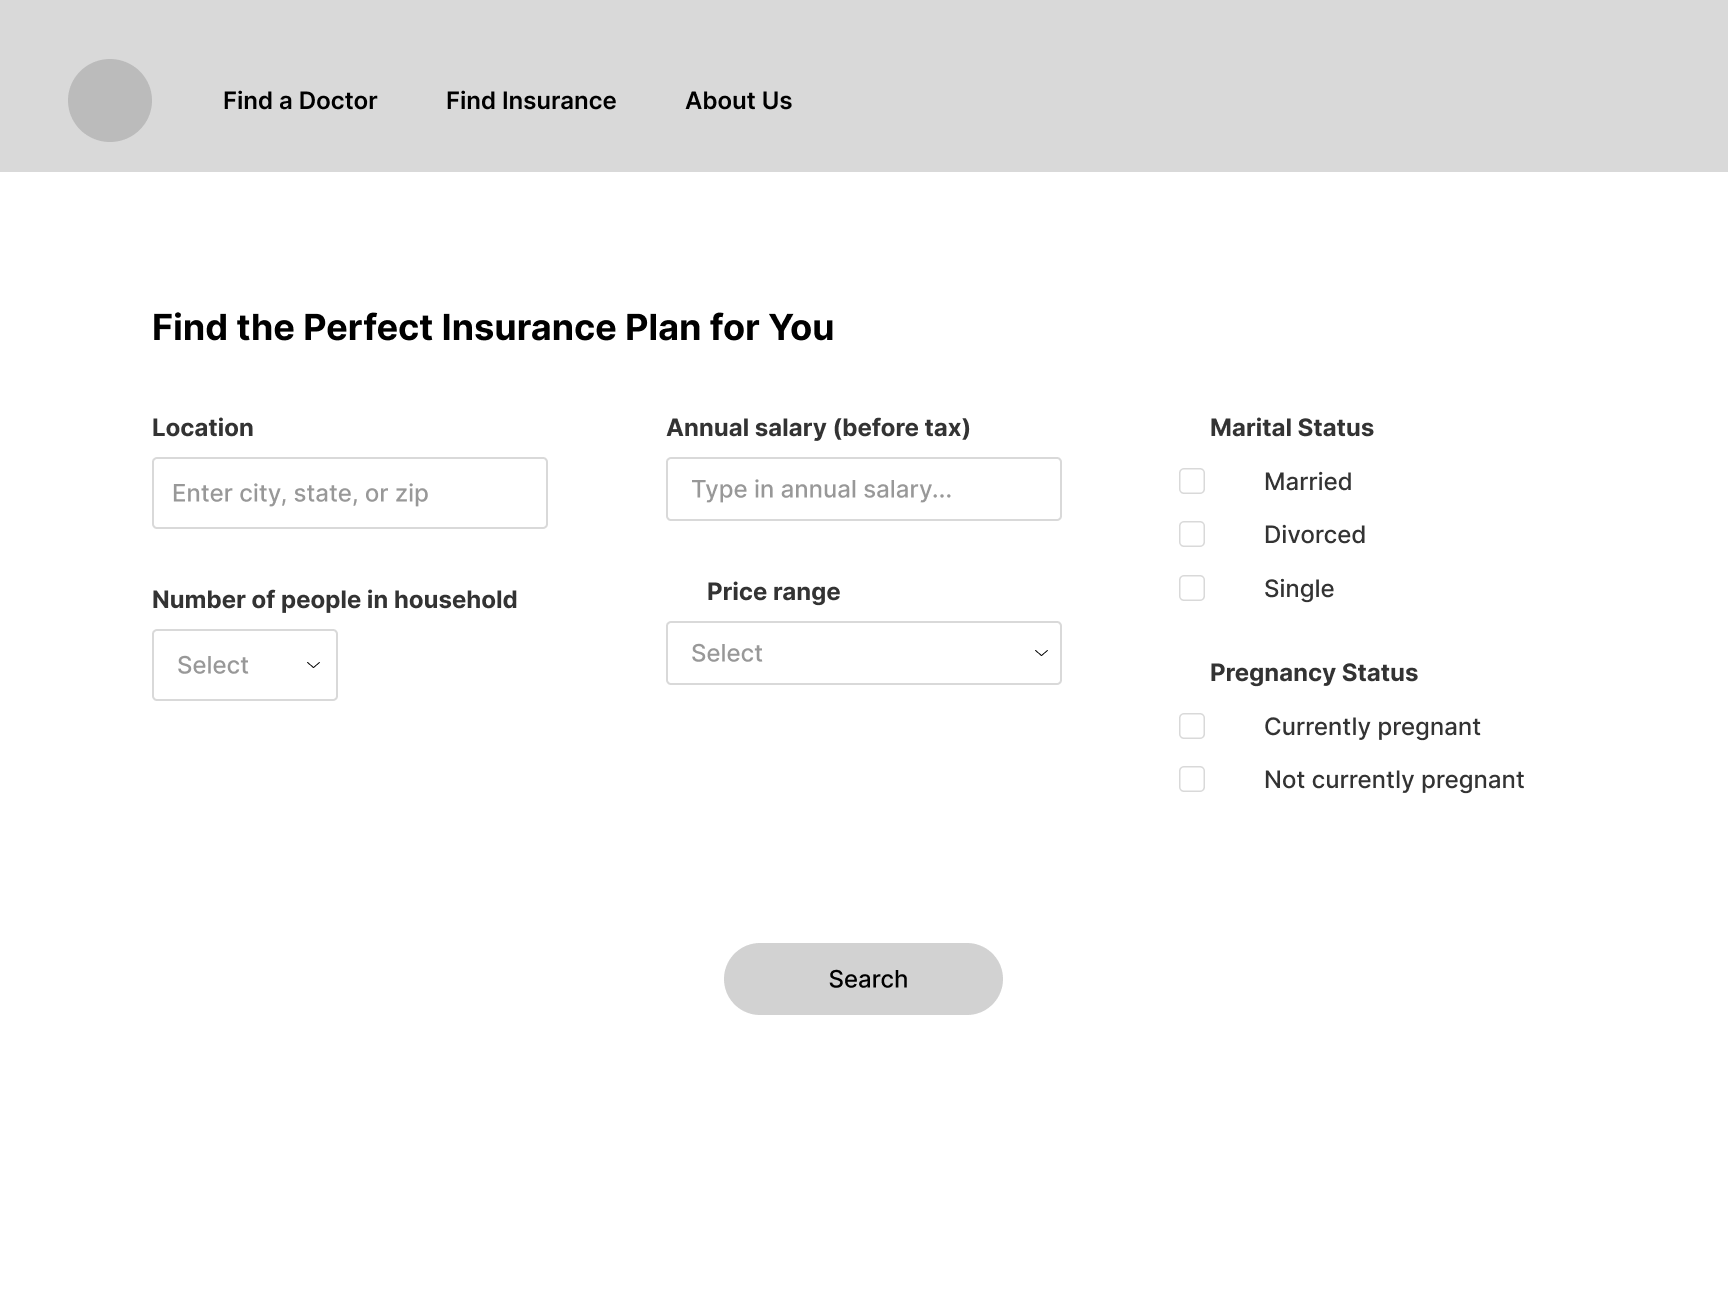 Find a Doctor
Find Insurance
About Us
Find the Perfect Insurance Plan for You
Location
Enter city, state, or zip
Number of people in household
Select
Annual salary (before tax)
Type in annual salary...
Price range
Select
Marital Status
Married
Divorced
Single
Pregnancy Status
Currently pregnant
Not currently pregnant
Search